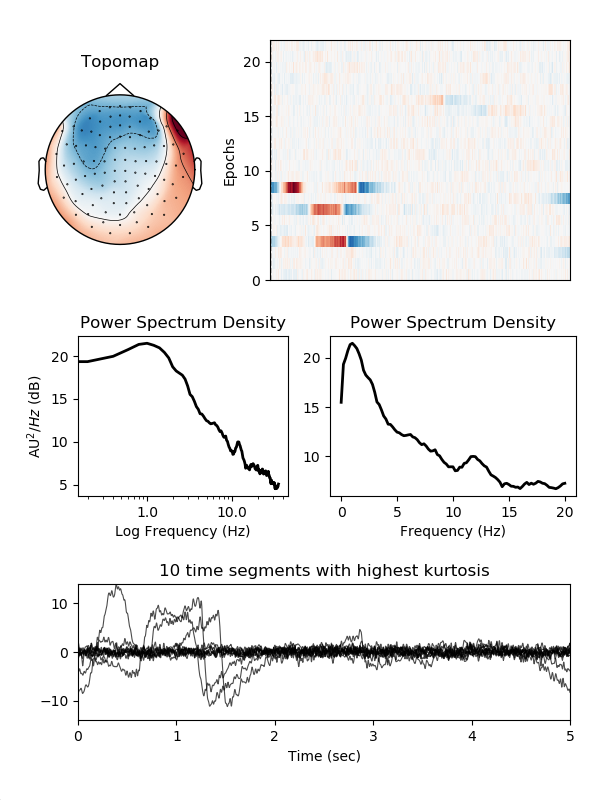 Topomap
Epochs
20
15
10
5
0
Power Spectrum Density
AU²/Hz (dB)
20
15
10
5
1.0 10.0
Log Frequency (Hz)
Power Spectrum Density
20
15
10
0 5 10 15 20
Frequency (Hz)
10 time segments with highest kurtosis
10
0
−10
0 1 2 3 4 5
Time (sec)